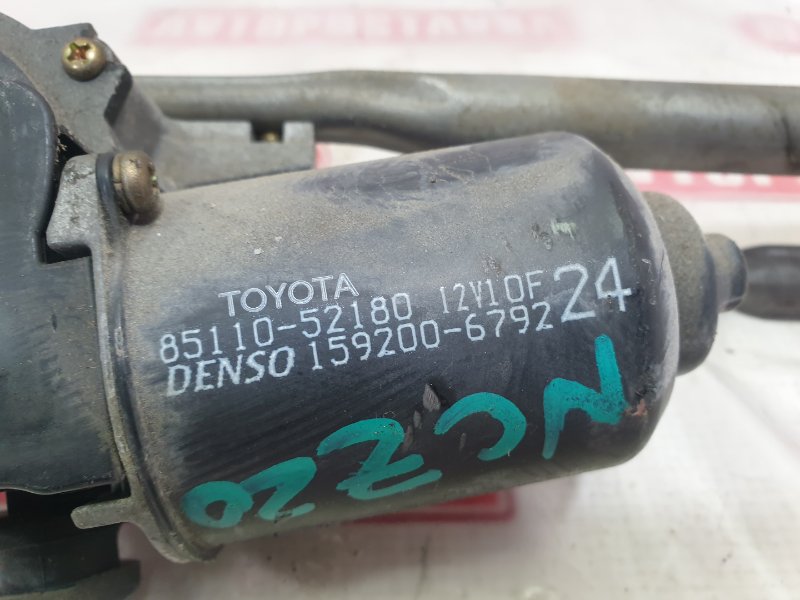 TOYOTA
85110-52180 12V10F
DENSO 159200-6792 24
NCZ20